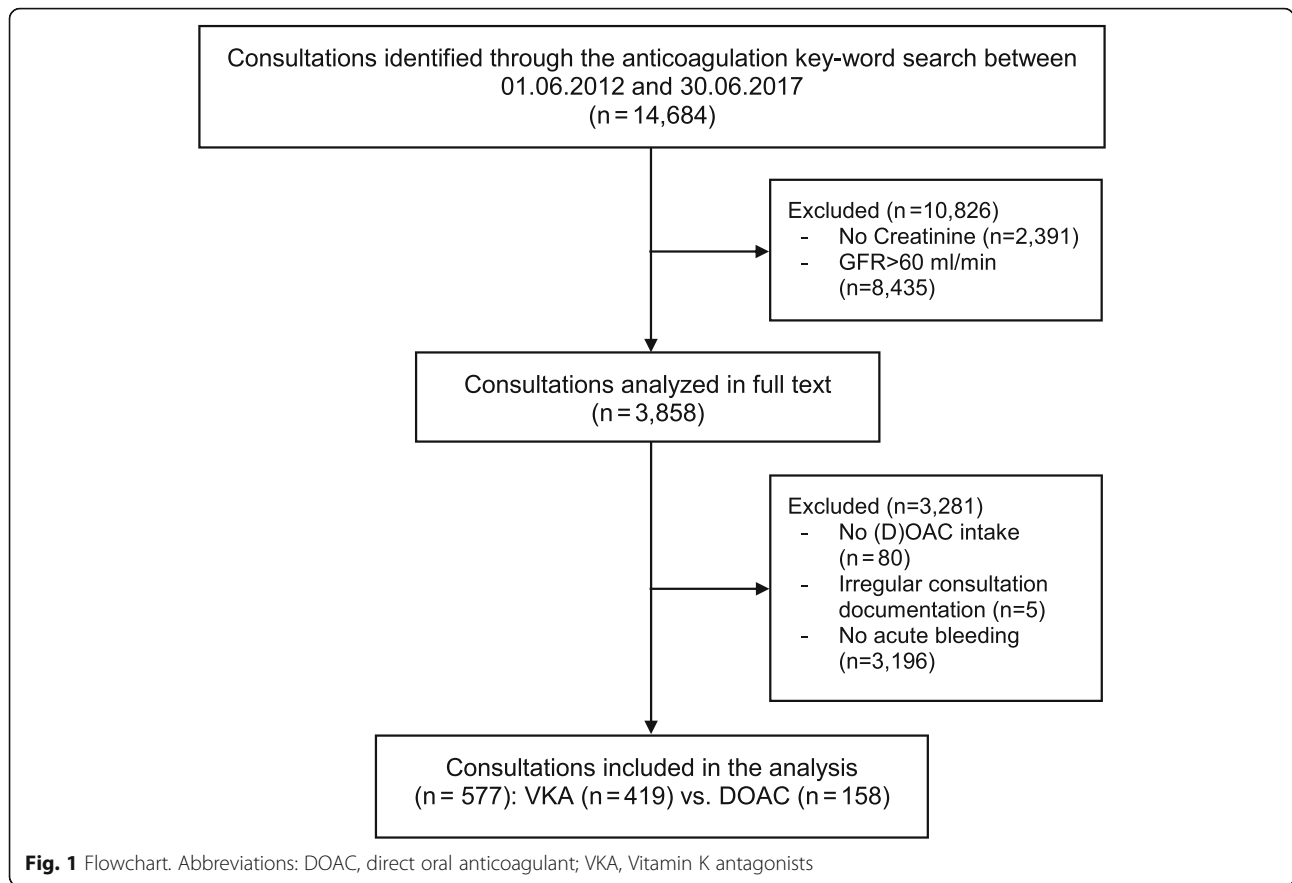 Consultations identified through the anticoagulation key-word search between
01.06.2012 and 30.06.2017
(n = 14,684)
Excluded (n =10,826)
- No Creatinine (n=2,391)
- GFR>60 ml/min
(n=8,435)
Consultations analyzed in full text
(n = 3,858)
Excluded (n=3,281)
- No (D)OAC intake
(n = 80)
- Irregular consultation
documentation (n=5)
- No acute bleeding
(n=3,196)
Consultations included in the analysis
(n = 577): VKA (n = 419) vs. DOAC (n = 158)
Fig. 1 Flowchart. Abbreviations: DOAC, direct oral anticoagulant; VKA, Vitamin K antagonists